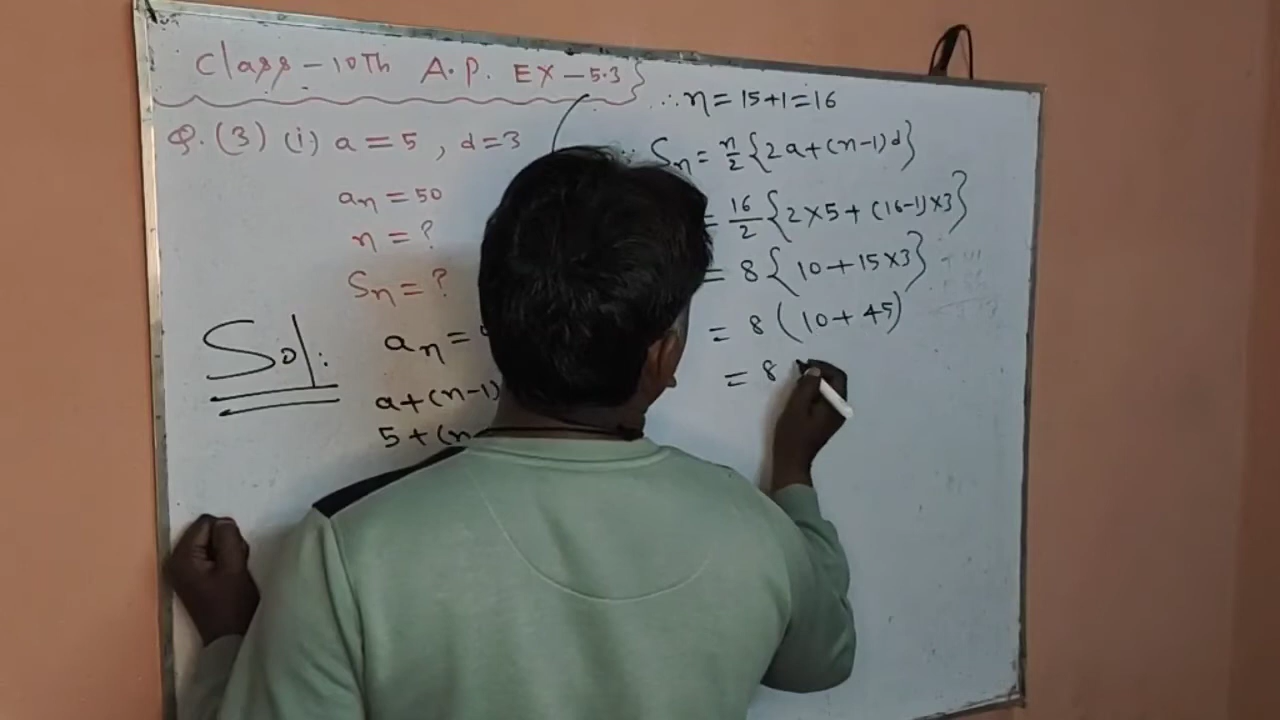 Class-10Th A.P. EX-5.3
Q.(3) (i) a=5, d=3
an=50
n=?
Sn=?
Sol:
an=
a+(n-1)
5+(n-
∴n=15+1=16
Sn=n/2{2a+(n-1)d}
=16/2{2×5+(16-1)×3}
=8{10+15×3}
=8(10+45)
=8